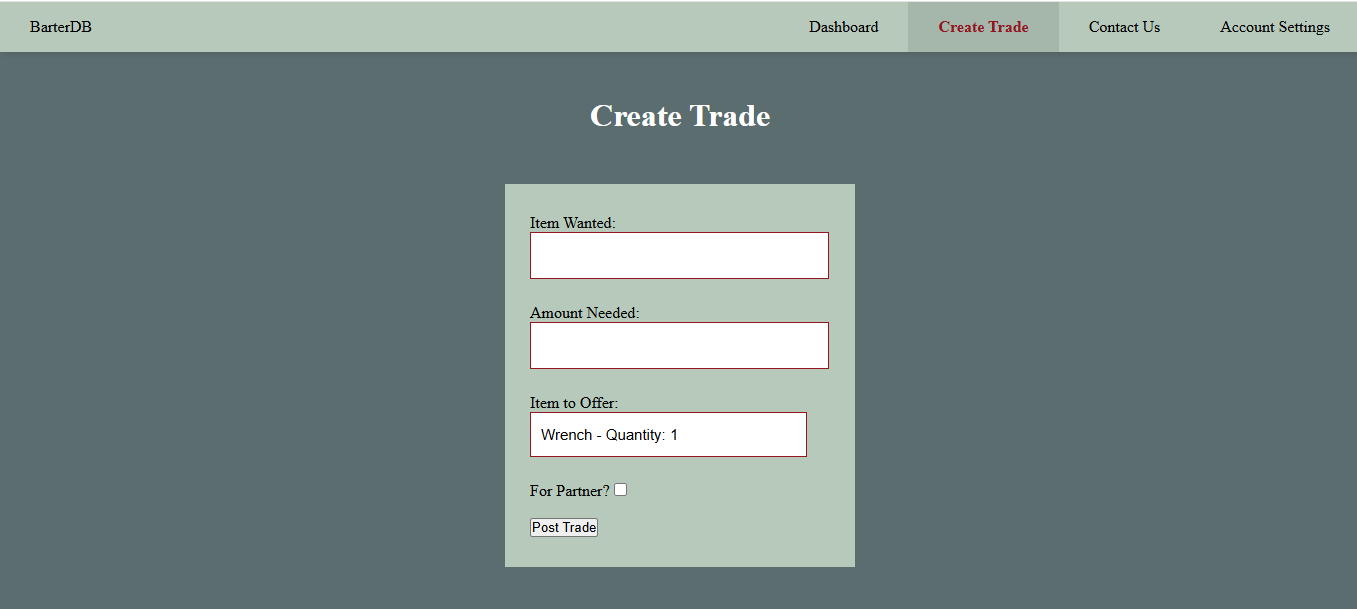 BarterDB Dashboard Create Trade Contact Us Account Settings
Create Trade
Item Wanted:
Amount Needed:
Item to Offer:
Wrench - Quantity: 1
For Partner?
Post Trade